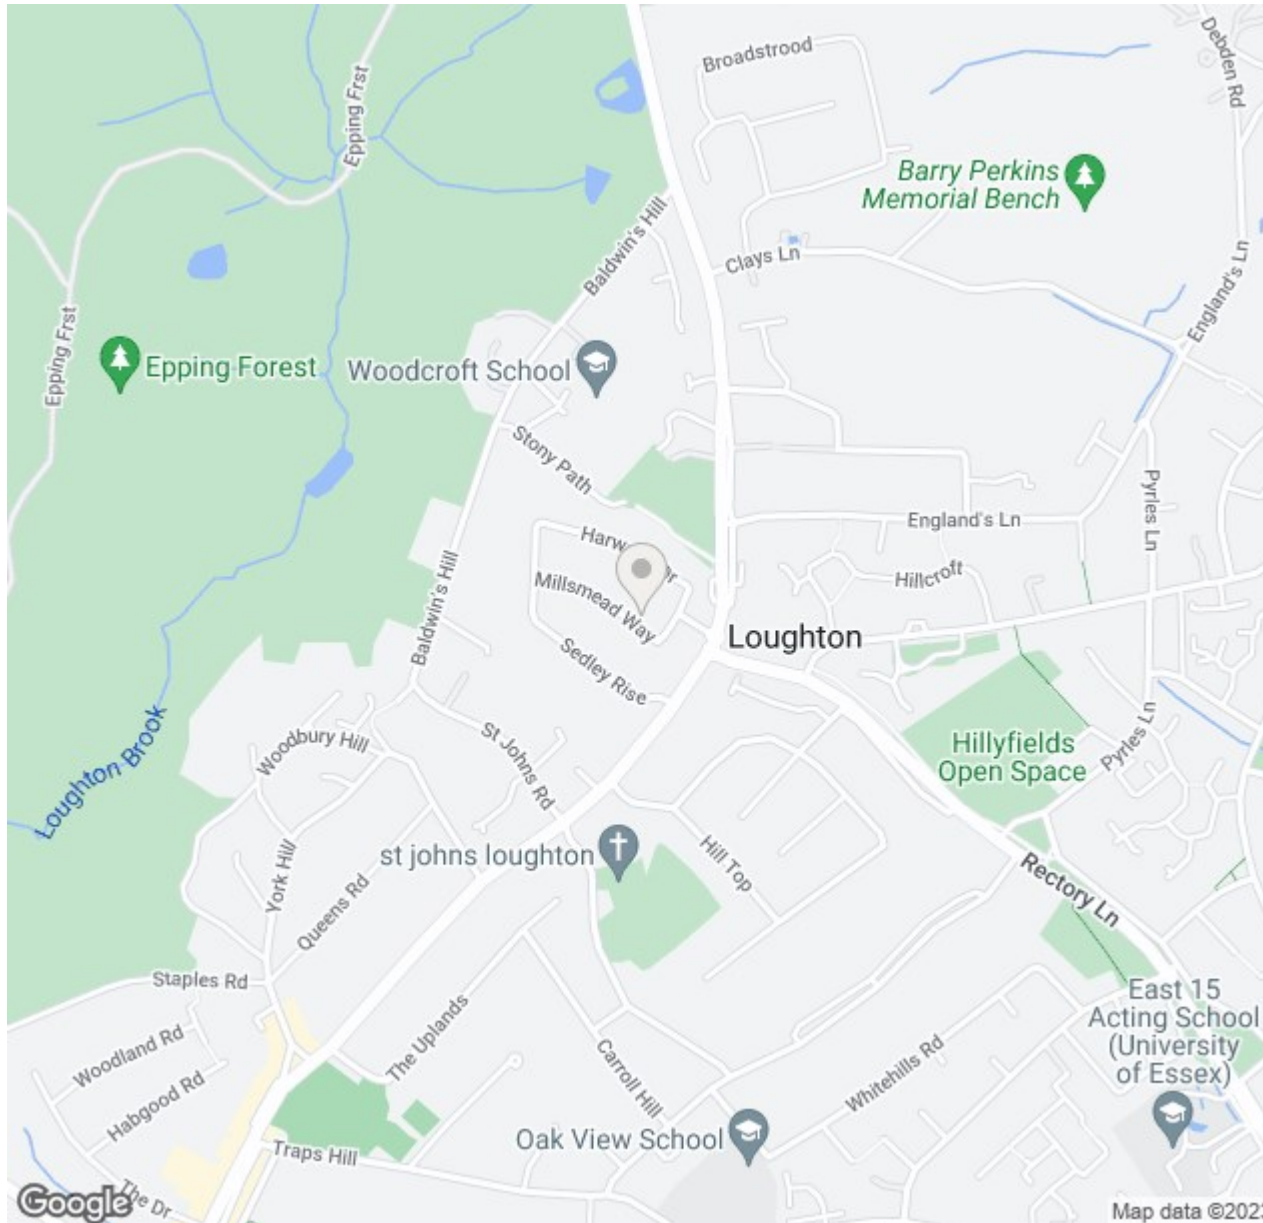 Broadstrood
Debden Rd
Epping Frst
Barry Perkins
Memorial Bench
Baldwin's Hill
Clays Ln
England's Ln
Epping Frst
Epping Forest
Woodcroft School
Stony Path
Pyrles Ln
England's Ln
Hillcroft
Millsmead Way
Baldwin's Hill
Loughton
Sedley Rise
Loughton Brook
Woodbury Hill
St Johns Rd
Hillyfields
Open Space
Pyrles Ln
st johns loughton
Hill Top
York Hill
Queens Rd
Rectory Ln
Staples Rd
East 15
Acting School
(University
of Essex)
Woodland Rd
The Uplands
Carroll Hill
Whitehills Rd
Habgood Rd
Oak View School
Traps Hill
The Dr
Google
Map data ©2023